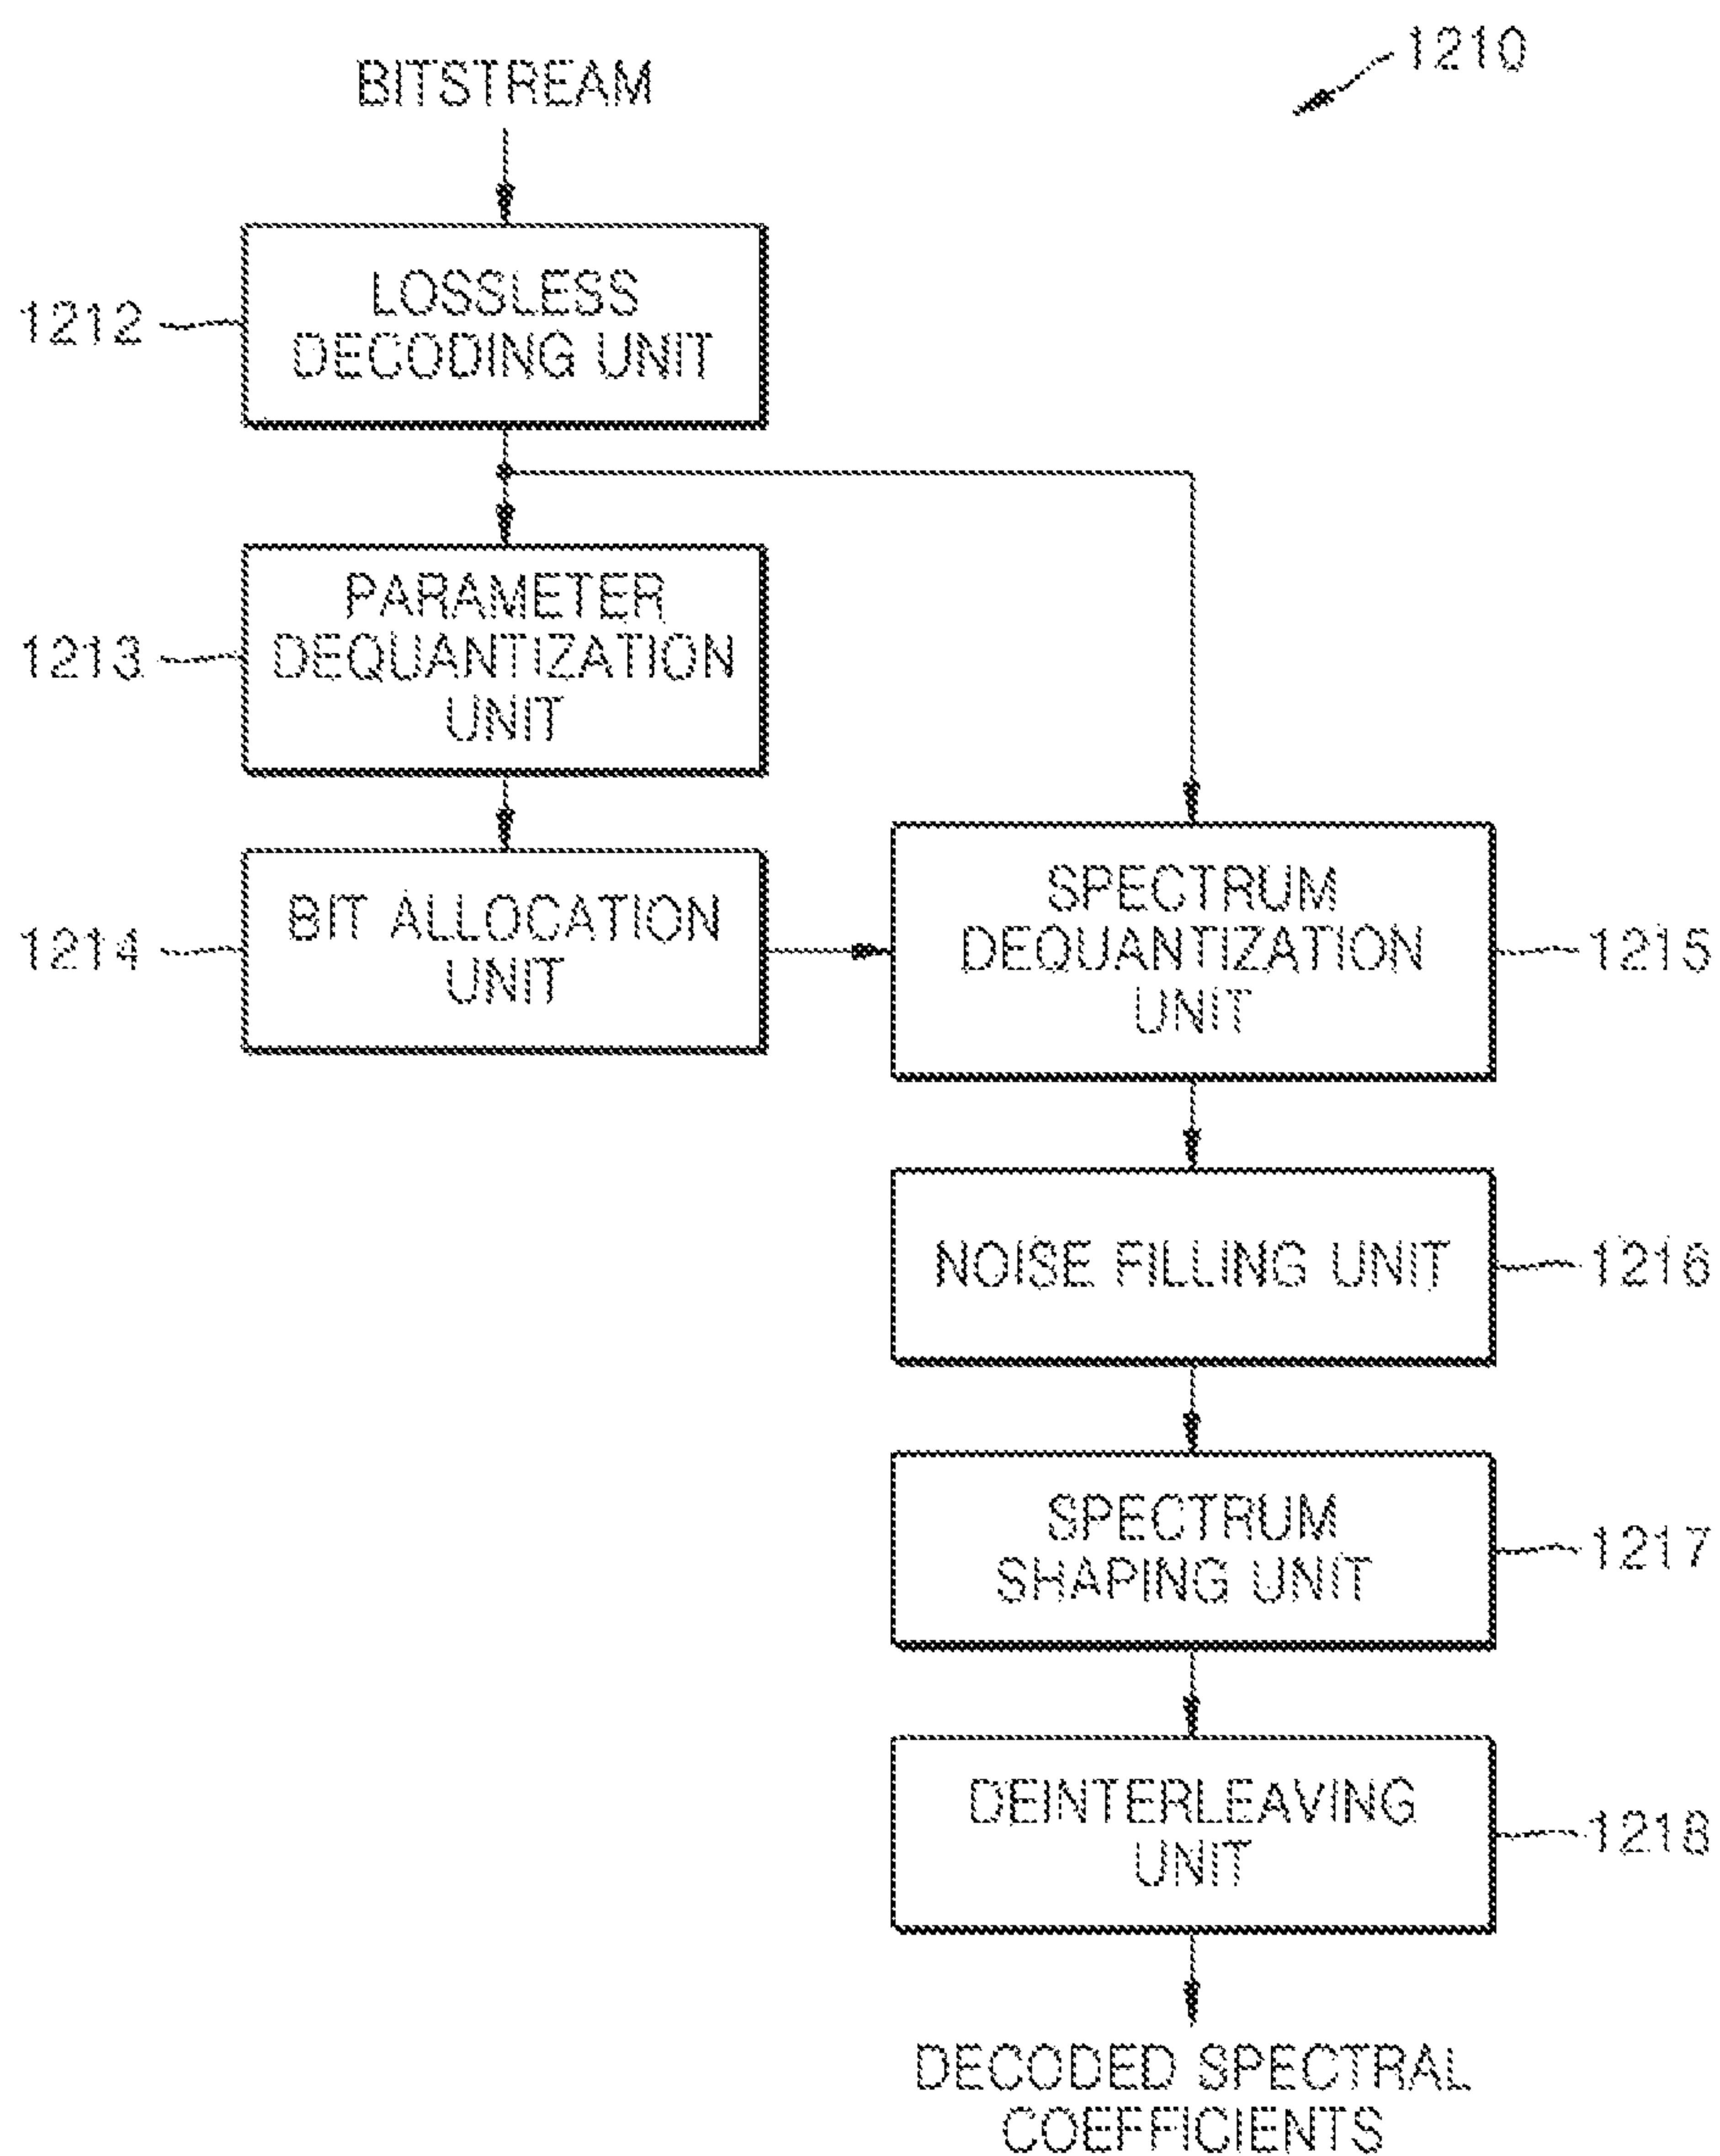 1210
BITSTREAM
1212
LOSSLESS
DECODING UNIT
1213
PARAMETER
DEQUANTIZATION
UNIT
1214
BIT ALLOCATION
UNIT
SPECTRUM
DEQUANTIZATION
UNIT
1215
NOISE FILLING UNIT
1216
SPECTRUM
SHAPING UNIT
1217
DEINTERLEAVING
UNIT
1218
DECODED SPECTRAL
COEFFICIENTS